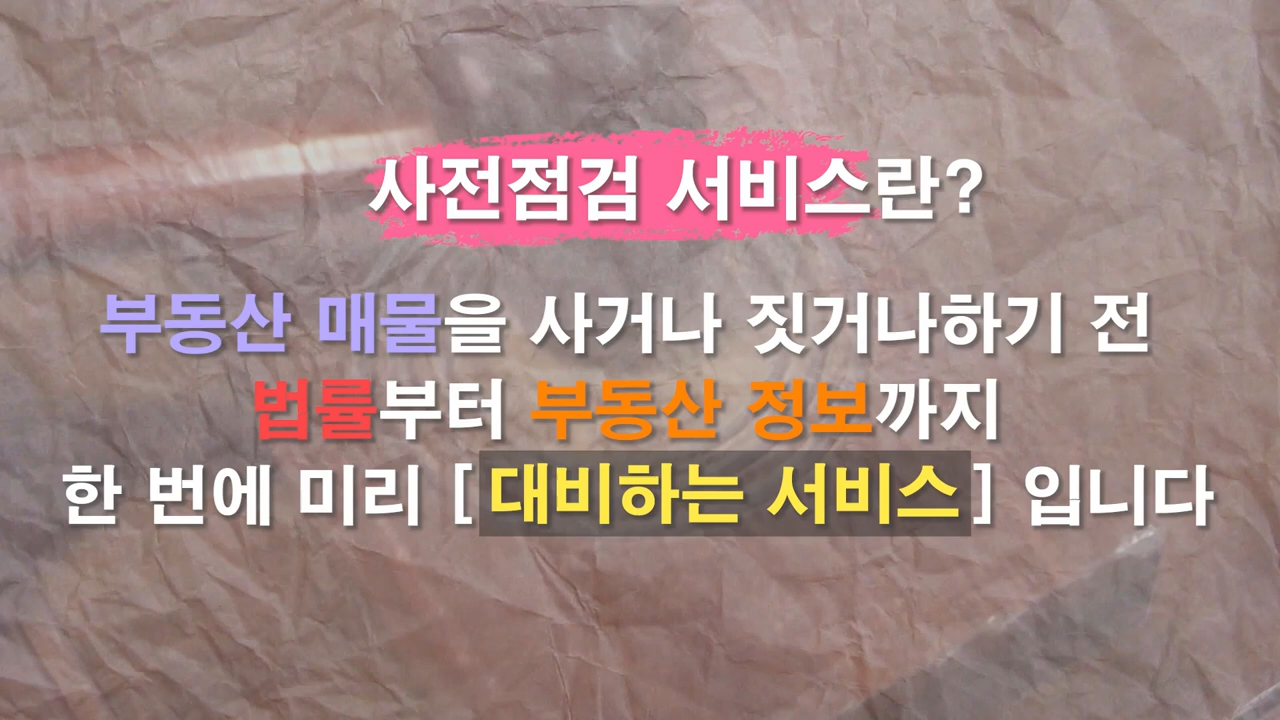 사전점검 서비스란?
부동산 매물을 사거나 짓거나하기 전
법률부터 부동산 정보까지
한 번에 미리 [ 대비하는 서비스 ] 입니다